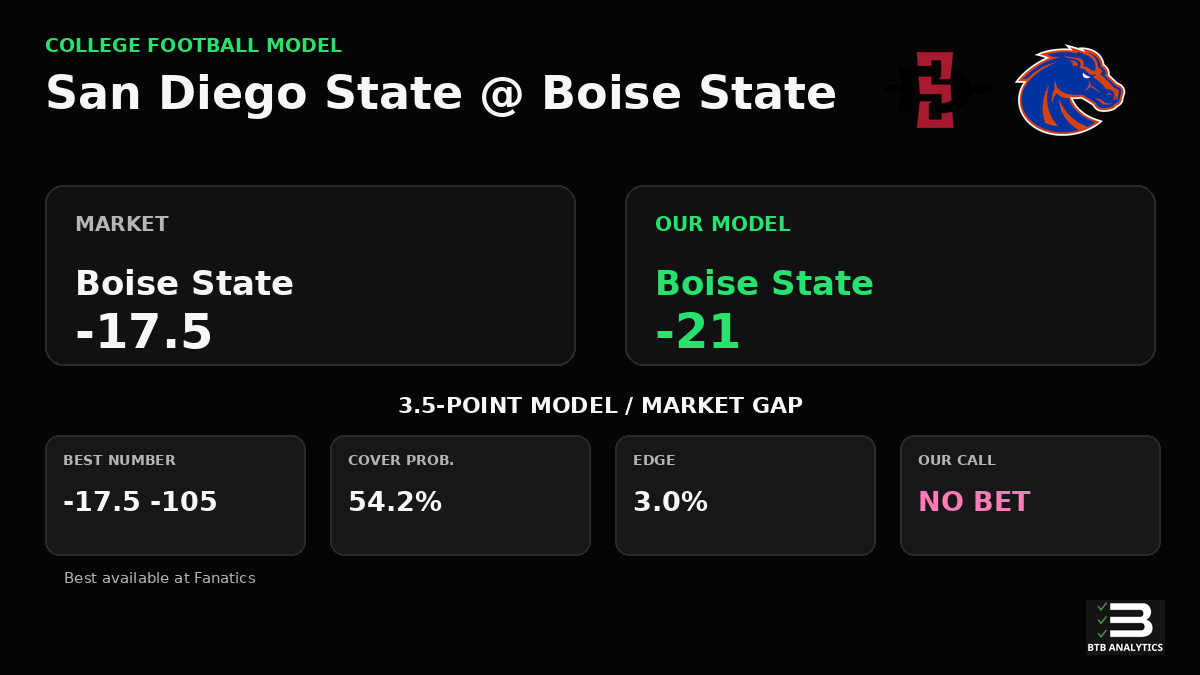 COLLEGE FOOTBALL MODEL
San Diego State @ Boise State
MARKET
Boise State
-17.5
OUR MODEL
Boise State
-21
3.5-POINT MODEL / MARKET GAP
BEST NUMBER
-17.5 -105
COVER PROB.
54.2%
EDGE
3.0%
OUR CALL
NO BET
Best available at Fanatics
BTB ANALYTICS